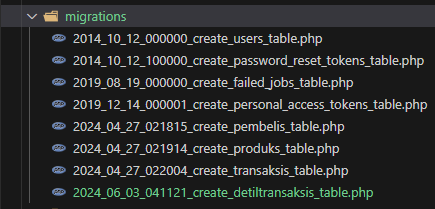 migrations
2014_10_12_000000_create_users_table.php
2014_10_12_100000_create_password_reset_tokens_table.php
2019_08_19_000000_create_failed_jobs_table.php
2019_12_14_000001_create_personal_access_tokens_table.php
2024_04_27_021815_create_pembelis_table.php
2024_04_27_021914_create_produks_table.php
2024_04_27_022004_create_transaksis_table.php
2024_06_03_041121_create_detiltransaksis_table.php